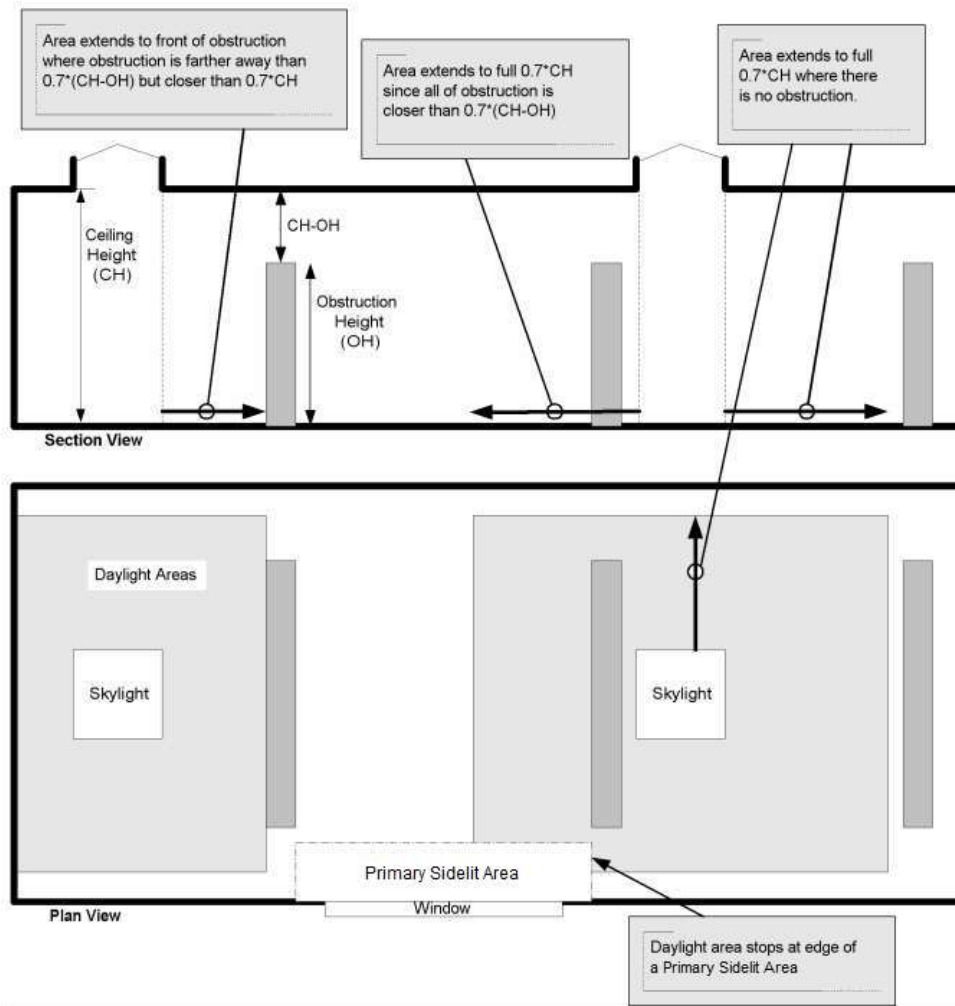 Area extends to front of obstruction
where obstruction is farther away than
0.7*(CH-OH) but closer than 0.7*CH
Area extends to full 0.7*CH
since all of obstruction is
closer than 0.7*(CH-OH)
Area extends to full
0.7*CH where there
is no obstruction.
Ceiling
Height
(CH)
CH-OH
Obstruction
Height
(OH)
Section View
Daylight Areas
Skylight
Skylight
Primary Sidelit Area
Window
Plan View
Daylight area stops at edge of
a Primary Sidelit Area